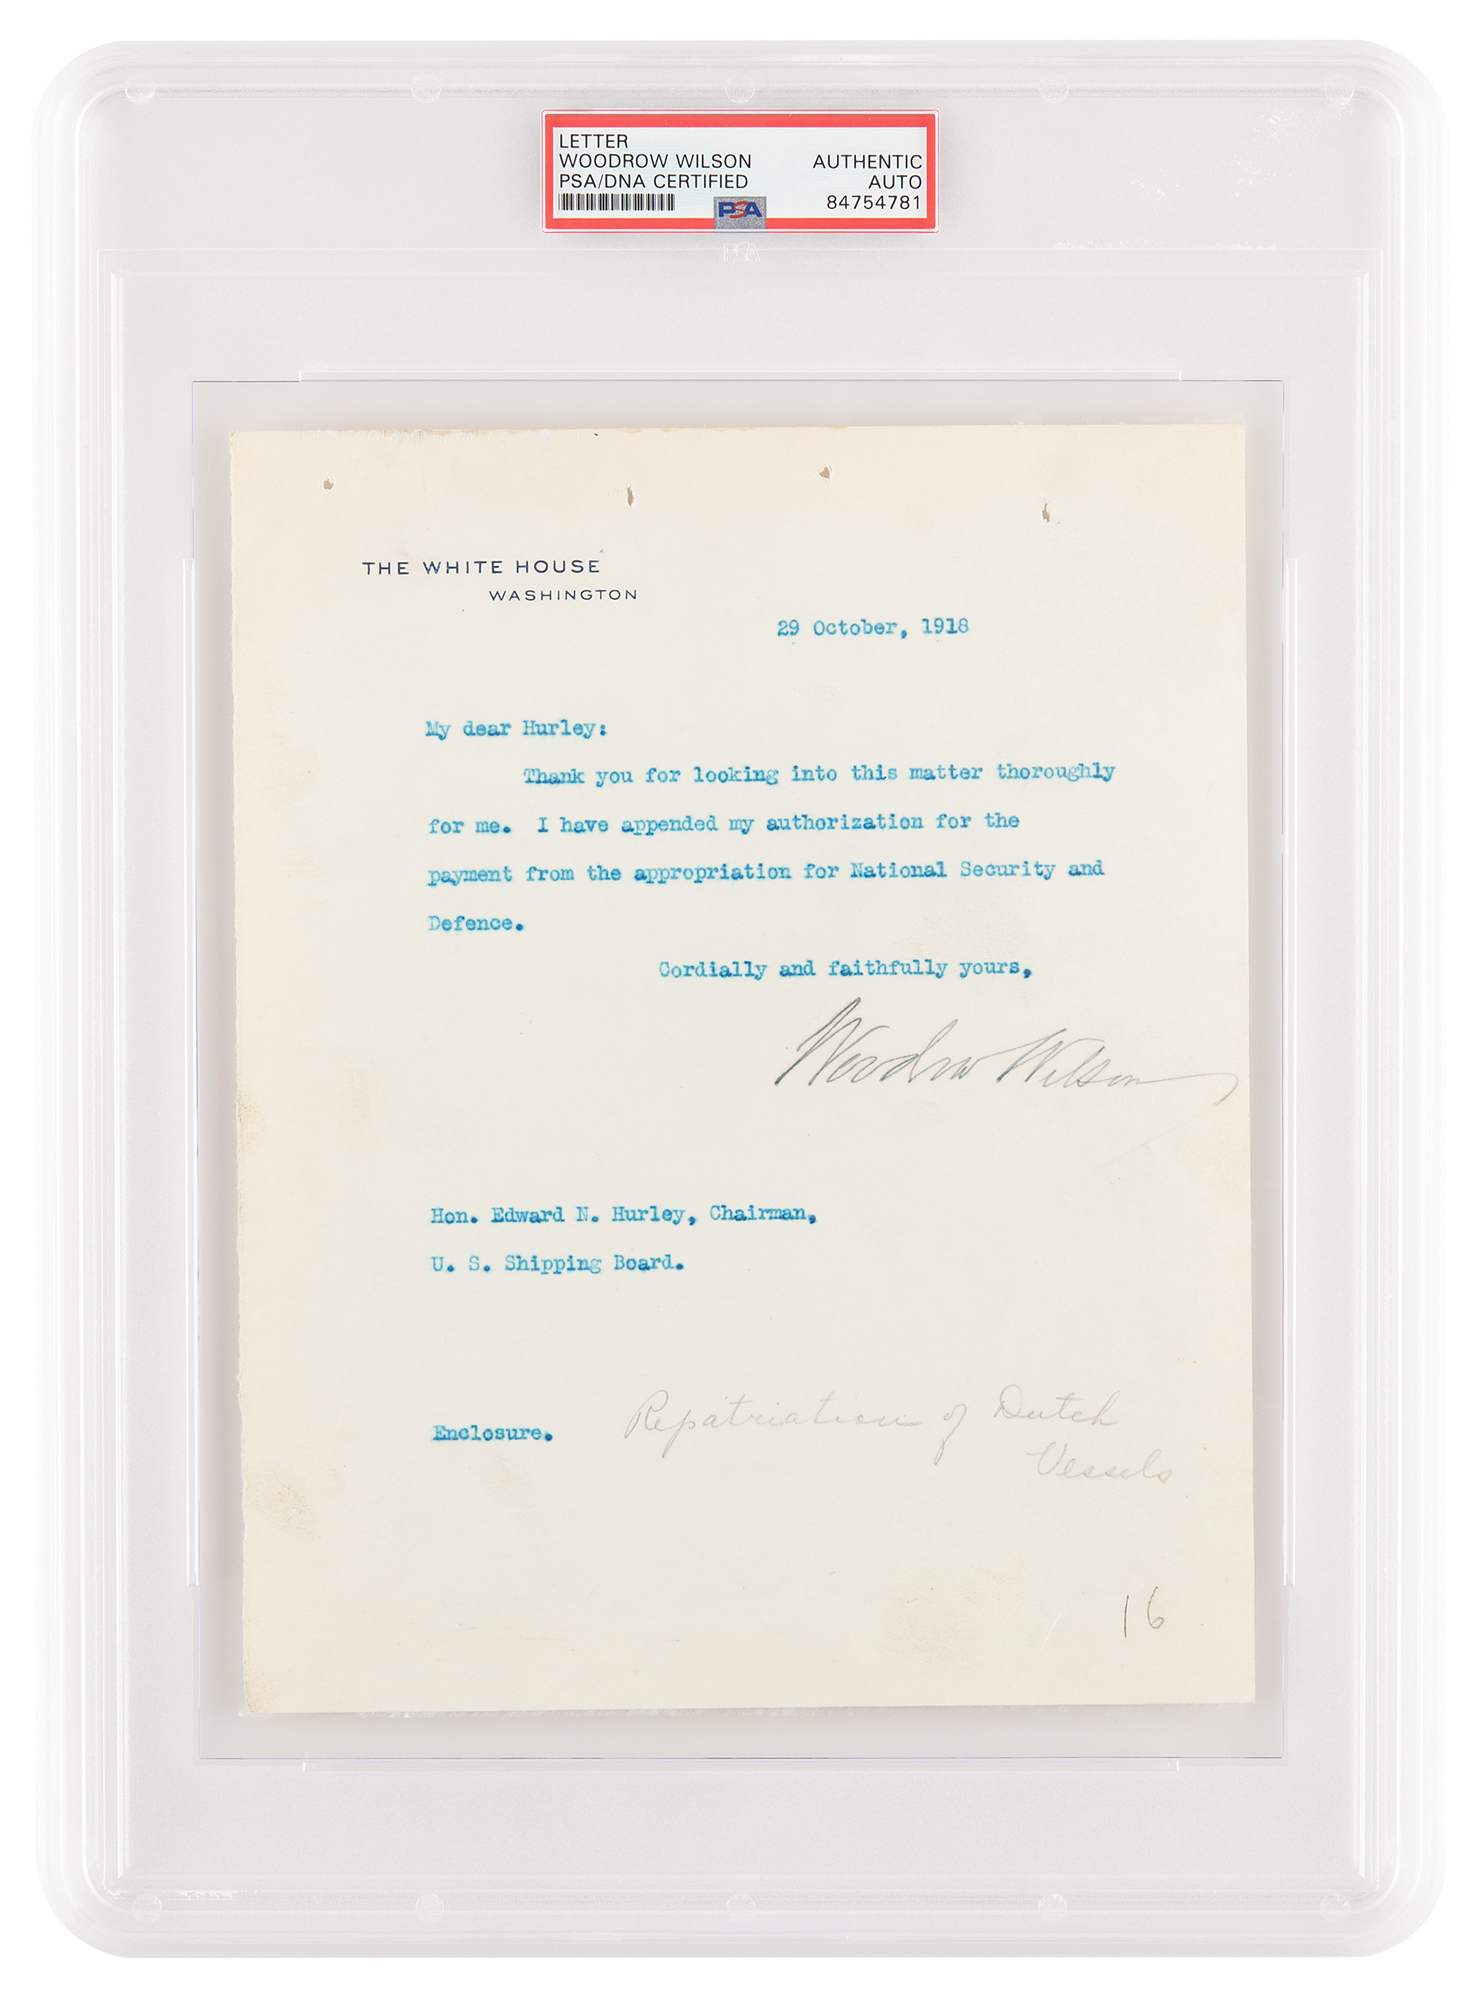 LETTER
WOODROW WILSON AUTHENTIC
PSA/DNA CERTIFIED AUTO
PSA 84754781
PSA
THE WHITE HOUSE
WASHINGTON
29 October, 1918
My dear Hurley:
Thank you for looking into this matter thoroughly
for me. I have appended my authorization for the
payment from the appropriation for National Security and
Defence.
Cordially and faithfully yours,
Woodrow Wilson
Hon. Edward N. Hurley, Chairman,
U. S. Shipping Board.
Enclosure. Repatriation of Dutch
Vessels
16